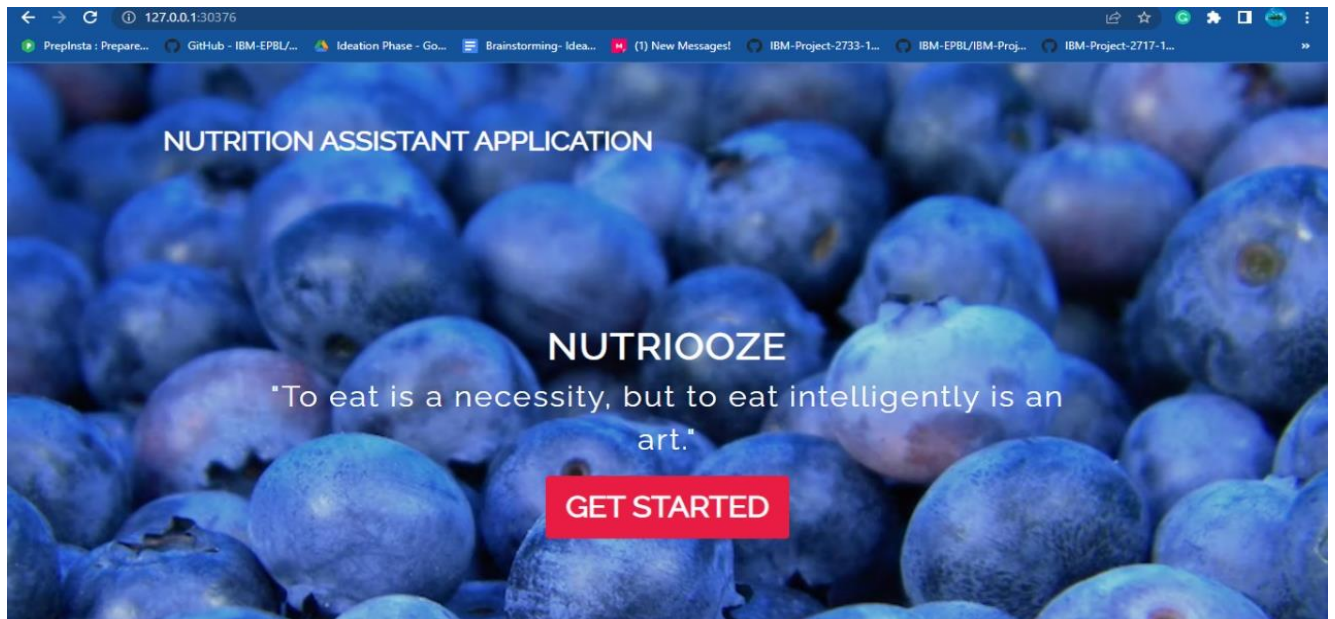 127.0.0.1:30376
PrepInsta : Prepare... GitHub - IBM-EPBL/... Ideation Phase - Go... Brainstorming- Idea... (1) New Messages! IBM-Project-2733-1... IBM-EPBL/IBM-Proj... IBM-Project-2717-1... »
NUTRITION ASSISTANT APPLICATION
NUTRIOOZE
"To eat is a necessity, but to eat intelligently is an
art."
GET STARTED